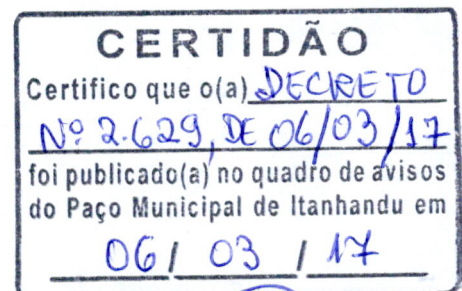 CERTIDÃO
Certifico que o(a) DECRETO
Nº 2.629, DE 06/03/17
foi publicado(a) no quadro de avisos
do Paço Municipal de Itanhandu em
06 / 03 / 17